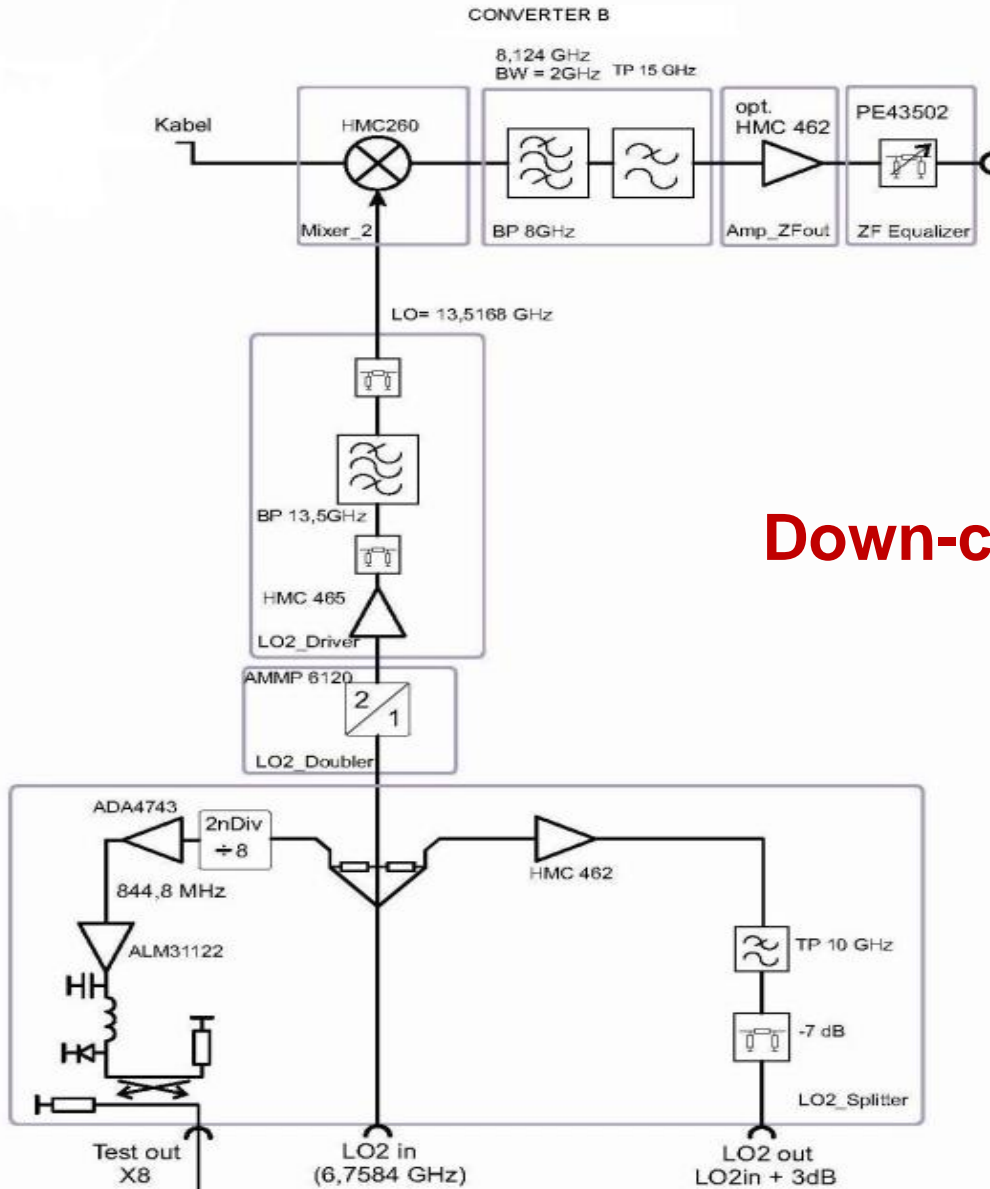 CONVERTER B
8,124 GHz
BW = 2GHz TP 15 GHz
Kabel
HMC260
opt.
HMC 462
PE43502
Mixer_2
BP 8GHz
Amp_ZFout
ZF Equalizer
LO= 13,5168 GHz
BP 13,5GHz
HMC 465
LO2_Driver
Down-c
AMMP 6120
2
1
LO2_Doubler
ADA4743
2nDiv
÷8
HMC 462
844,8 MHz
ALM31122
TP 10 GHz
-7 dB
LO2_Splitter
Test out
X8
LO2 in
(6,7584 GHz)
LO2 out
LO2in + 3dB